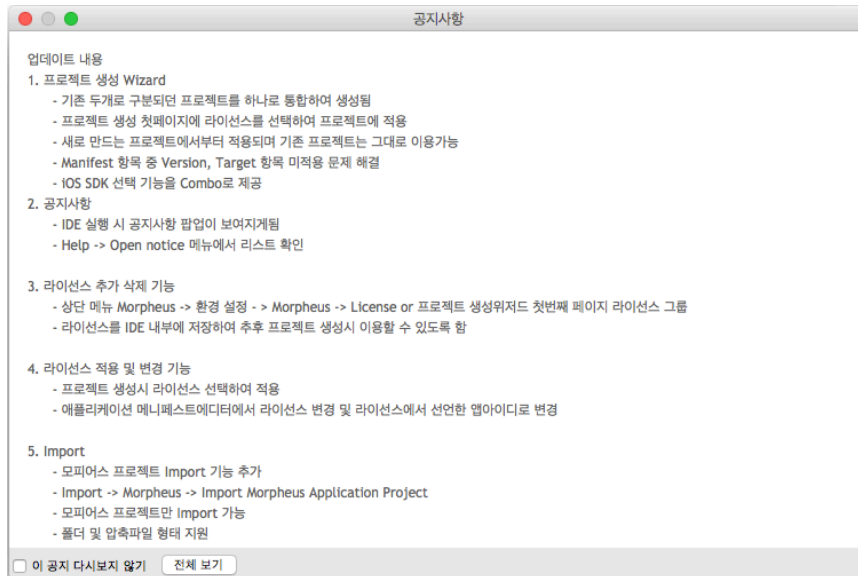 공지사항
업데이트 내용
1. 프로젝트 생성 Wizard
- 기존 두개로 구분되던 프로젝트를 하나로 통합하여 생성됨
- 프로젝트 생성 첫페이지에 라이선스를 선택하여 프로젝트에 적용
- 새로 만드는 프로젝트에서부터 적용되며 기존 프로젝트는 그대로 이용가능
- Manifest 항목 중 Version, Target 항목 미적용 문제 해결
- iOS SDK 선택 기능을 Combo로 제공
2. 공지사항
- IDE 실행 시 공지사항 팝업이 보여지게됨
- Help -> Open notice 메뉴에서 리스트 확인
3. 라이선스 추가 삭제 기능
- 상단 메뉴 Morpheus -> 환경 설정 - > Morpheus -> License or 프로젝트 생성위저드 첫번째 페이지 라이선스 그룹
- 라이선스를 IDE 내부에 저장하여 추후 프로젝트 생성시 이용할 수 있도록 함
4. 라이선스 적용 및 변경 기능
- 프로젝트 생성시 라이선스 선택하여 적용
- 애플리케이션 메니페스트에디터에서 라이선스 변경 및 라이선스에서 선언한 앱아이디로 변경
5. Import
- 모피어스 프로젝트 Import 기능 추가
- Import -> Morpheus -> Import Morpheus Application Project
- 모피어스 프로젝트만 Import 가능
- 폴더 및 압축파일 형태 지원
이 공지 다시보지 않기 전체 보기